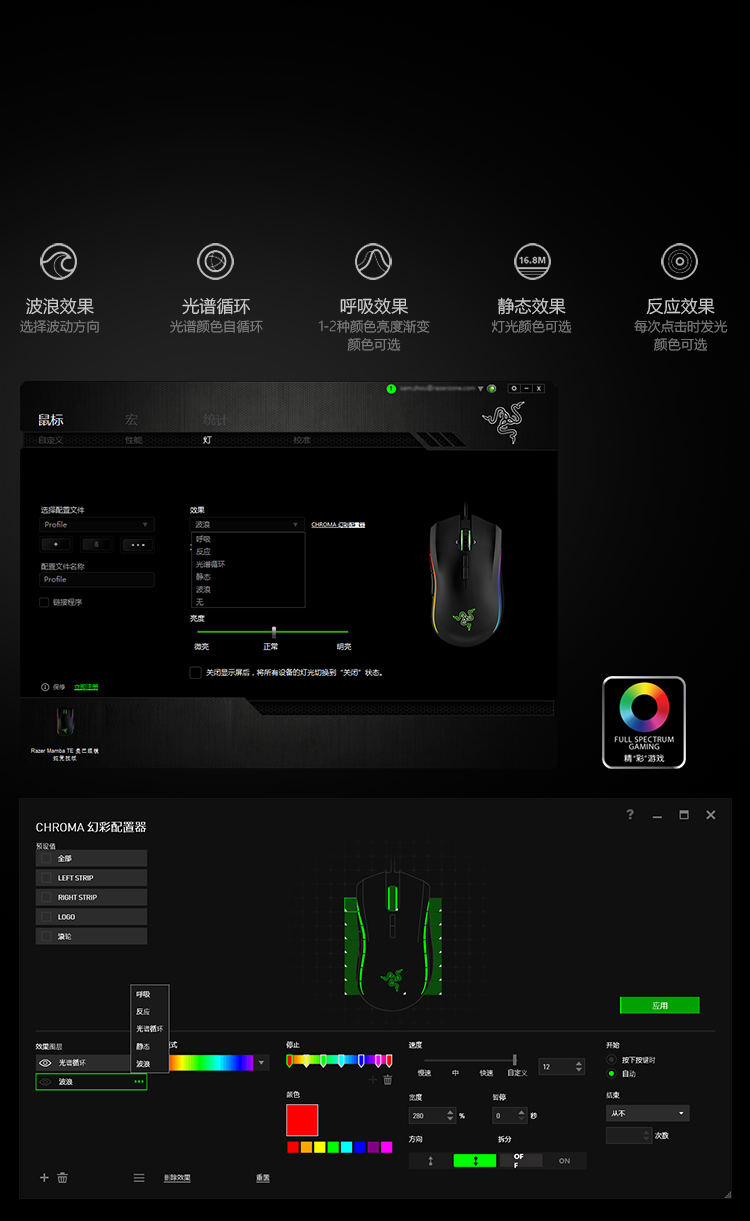 16.8M
波浪效果
选择波动方向
光谱循环
光谱颜色自循环
呼吸效果
1-2种颜色亮度渐变
颜色可选
静态效果
灯光颜色可选
反应效果
每次点击时发光
颜色可选
鼠标
宏
统计
自定义
性能
灯
校准
选择配置文件
Profile
配置文件名称
Profile
链接程序
效果
波浪
CHROMA 幻彩配置器
呼吸
反应
光谱循环
静态
波浪
无
亮度
微亮
正常
明亮
关闭显示屏后，将所有设备的灯光切换到“关闭”状态。
保修
立即注册
Razer Mamba TE 曼巴眼镜蛇竞技版
FULL SPECTRUM
GAMING
精“彩”游戏
CHROMA 幻彩配置器
预设值
全部
LEFT STRIP
RIGHT STRIP
LOGO
滚轮
应用
呼吸
反应
光谱循环
静态
波浪
效果图层
光谱循环
波浪
式
停止
颜色
速度
慢速
中
快速
自定义
12
宽度
280
%
暂停
0
秒
方向
拆分
OF
F
ON
开始
按下按键时
自动
结束
从不
次数
删除效果
重置